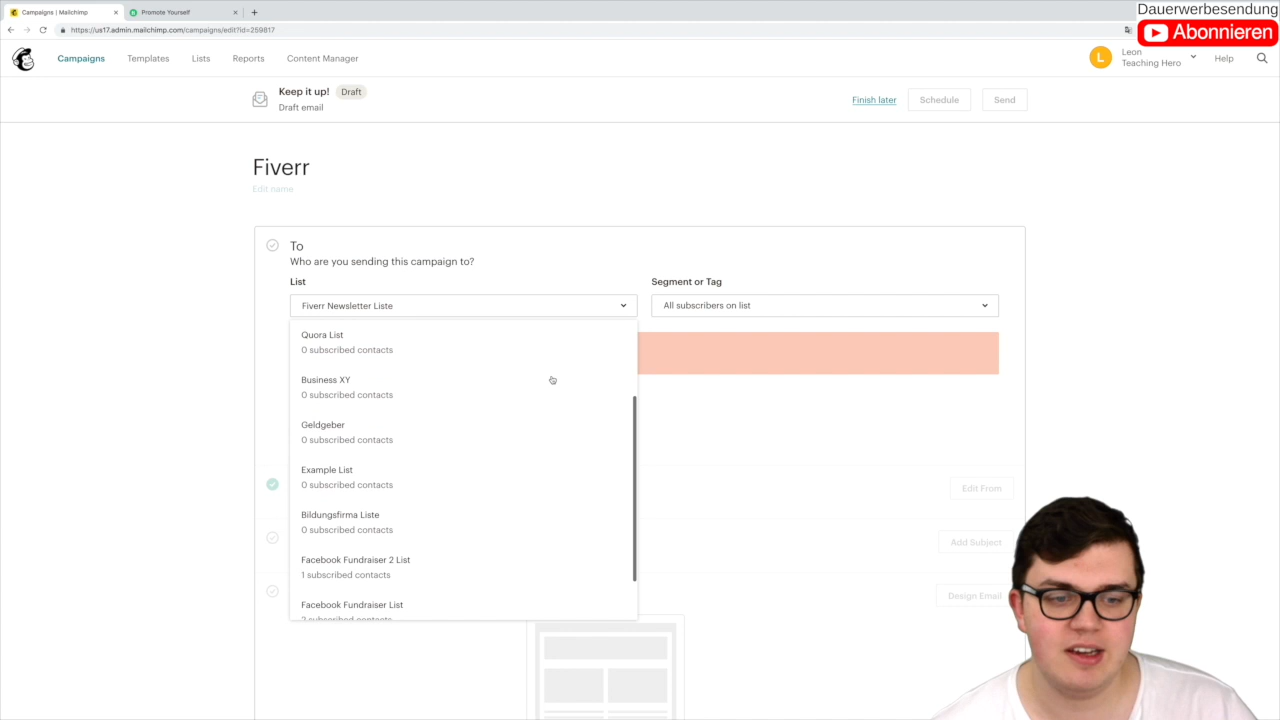 Campaigns | Mailchimp
Promote Yourself
Dauerwerbesendung
Abonnieren
https://us17.admin.mailchimp.com/campaigns/edit?id=259817
Campaigns
Templates
Lists
Reports
Content Manager
L
Leon
Teaching Hero
Help
Keep it up!
Draft
Draft email
Finish later
Schedule
Send
Fiverr
Edit name
To
Who are you sending this campaign to?
List
Segment or Tag
Fiverr Newsletter Liste
All subscribers on list
Quora List
0 subscribed contacts
Business XY
0 subscribed contacts
Geldgeber
0 subscribed contacts
Example List
0 subscribed contacts
Edit From
Bildungsfirma Liste
0 subscribed contacts
Add Subject
Facebook Fundraiser 2 List
1 subscribed contacts
Design Email
Facebook Fundraiser List
2 subscribed contacts